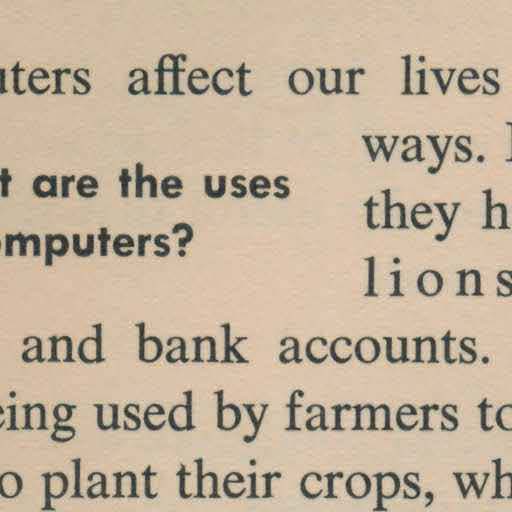 uters affect our lives
ways.
t are the uses
they h
omputers?
lions
and bank accounts.
eing used by farmers to
o plant their crops, wh